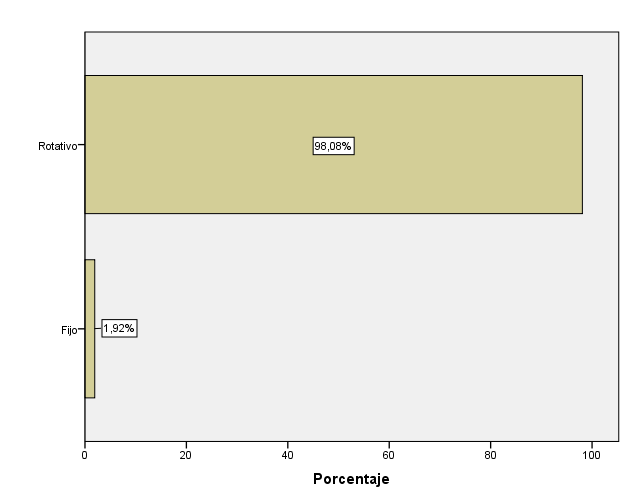 Rotativo
98,08%
Fijo
1,92%
0 20 40 60 80 100
Porcentaje